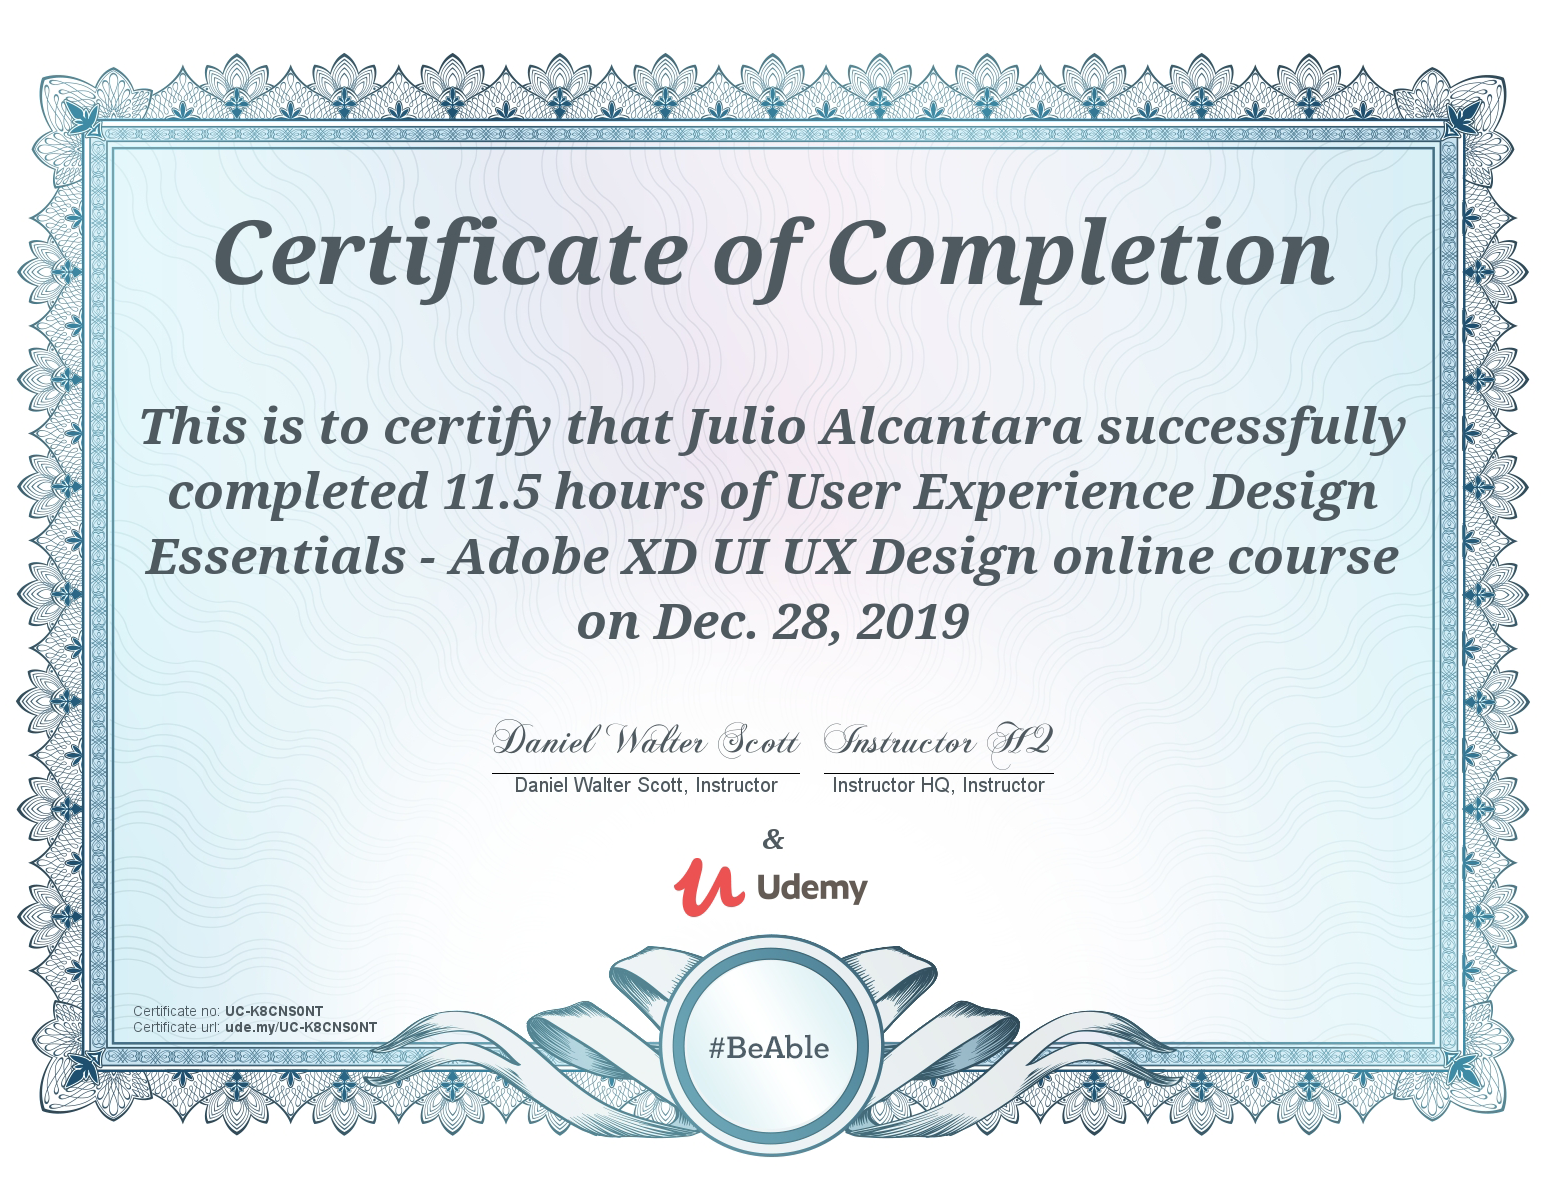 Certificate of Completion
This is to certify that Julio Alcantara successfully
completed 11.5 hours of User Experience Design
Essentials - Adobe XD UI UX Design online course
on Dec. 28, 2019
Daniel Walter Scott Instructor HQ
Daniel Walter Scott, Instructor Instructor HQ, Instructor
&
Udemy
Certificate no: UC-K8CNS0NT
Certificate url: ude.my/UC-K8CNS0NT
#BeAble